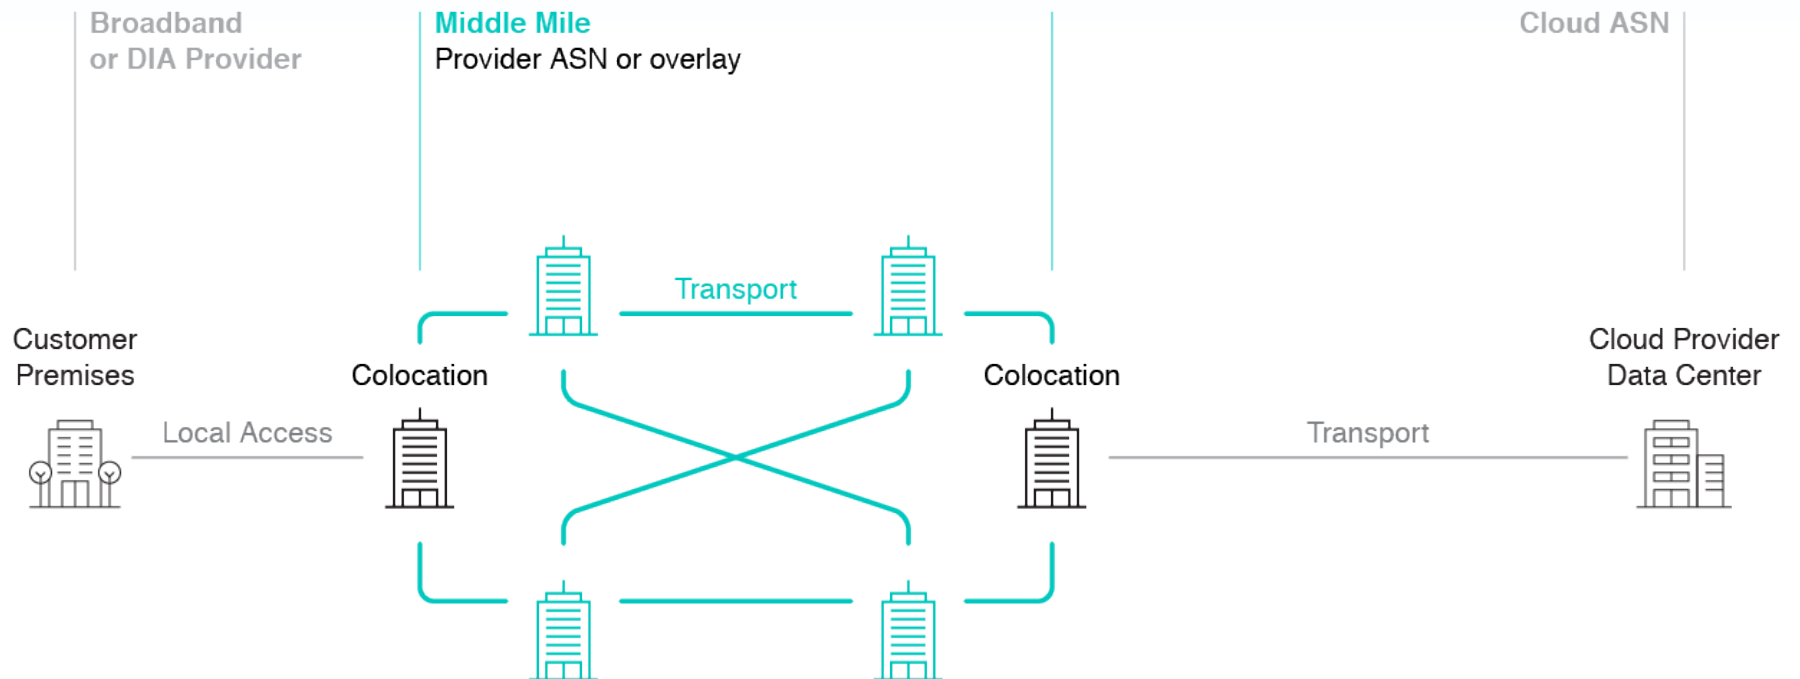 Broadband
or DIA Provider
Middle Mile
Provider ASN or overlay
Cloud ASN
Transport
Customer
Premises
Colocation
Colocation
Cloud Provider
Data Center
Local Access
Transport